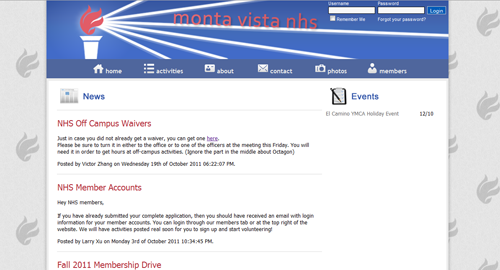 monta vista nhs
Username Password
Login
Remember me Forgot your password?
home activities about contact photos members
News
Events
El Camino YMCA Holiday Event 12/10
NHS Off Campus Waivers
Just in case you did not already get a waiver, you can get one here.
Please be sure to turn it in either to the office or to one of the officers at the meeting this Friday. You will
need it in order to get hours at off-campus activities. (Ignore the part in the middle about Octagon)
Posted by Victor Zhang on Wednesday 19th of October 2011 06:22:07 PM.
NHS Member Accounts
Hey NHS members,
If you have already submitted your complete application, then you should have received an email with login
information for your member accounts. You can login through our members tab or at the top right of the
website. We will have activities posted real soon for you to sign up and start volunteering!
Posted by Larry Xu on Monday 3rd of October 2011 10:34:45 PM.
Fall 2011 Membership Drive